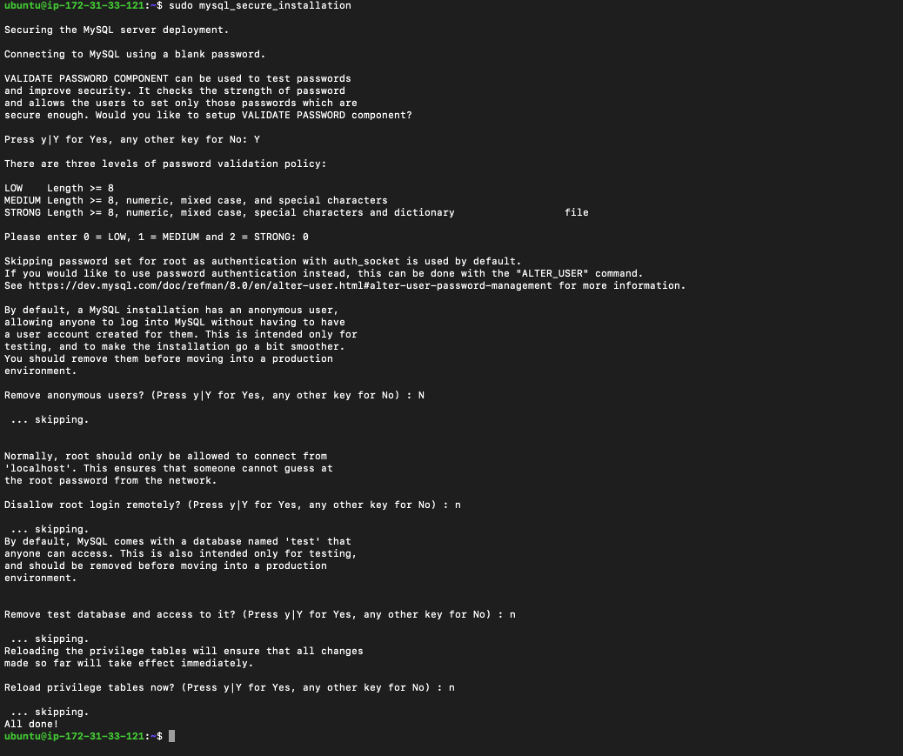 ubuntu@ip-172-31-33-121:~$ sudo mysql_secure_installation
Securing the MySQL server deployment.
Connecting to MySQL using a blank password.
VALIDATE PASSWORD COMPONENT can be used to test passwords
and improve security. It checks the strength of password
and allows the users to set only those passwords which are
secure enough. Would you like to setup VALIDATE PASSWORD component?
Press y|Y for Yes, any other key for No: Y
There are three levels of password validation policy:
LOW    Length >= 8
MEDIUM Length >= 8, numeric, mixed case, and special characters
STRONG Length >= 8, numeric, mixed case, special characters and dictionary                  file
Please enter 0 = LOW, 1 = MEDIUM and 2 = STRONG: 0
Skipping password set for root as authentication with auth_socket is used by default.
If you would like to use password authentication instead, this can be done with the "ALTER_USER" command.
See https://dev.mysql.com/doc/refman/8.0/en/alter-user.html#alter-user-password-management for more information.
By default, a MySQL installation has an anonymous user,
allowing anyone to log into MySQL without having to have
a user account created for them. This is intended only for
testing, and to make the installation go a bit smoother.
You should remove them before moving into a production
environment.
Remove anonymous users? (Press y|Y for Yes, any other key for No) : N
 ... skipping.
Normally, root should only be allowed to connect from
'localhost'. This ensures that someone cannot guess at
the root password from the network.
Disallow root login remotely? (Press y|Y for Yes, any other key for No) : n
 ... skipping.
By default, MySQL comes with a database named 'test' that
anyone can access. This is also intended only for testing,
and should be removed before moving into a production
environment.
Remove test database and access to it? (Press y|Y for Yes, any other key for No) : n
 ... skipping.
Reloading the privilege tables will ensure that all changes
made so far will take effect immediately.
Reload privilege tables now? (Press y|Y for Yes, any other key for No) : n
 ... skipping.
All done!
ubuntu@ip-172-31-33-121:~$